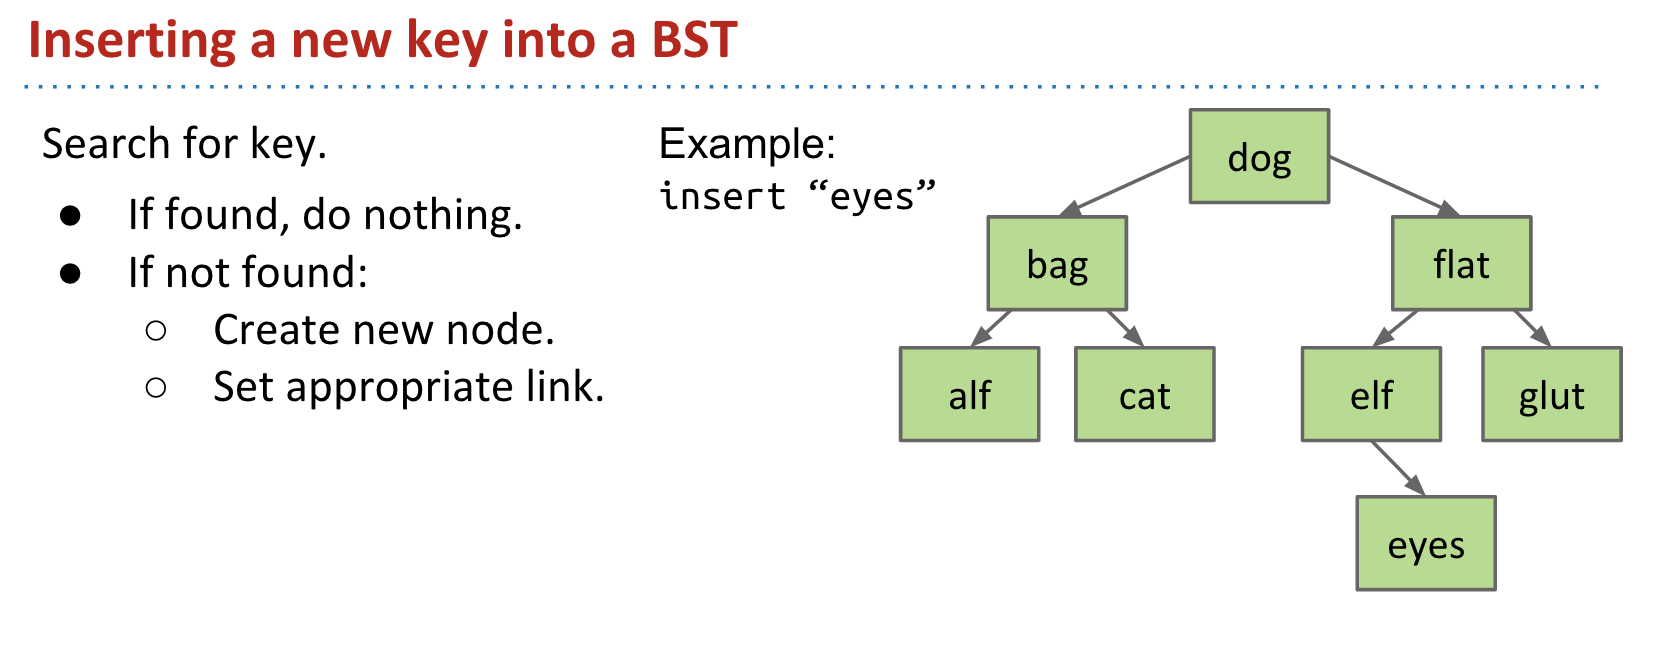 Inserting a new key into a BST
Search for key.
● If found, do nothing.
● If not found:
○ Create new node.
○ Set appropriate link.
Example:
insert “eyes”
dog
bag
flat
alf
cat
elf
glut
eyes